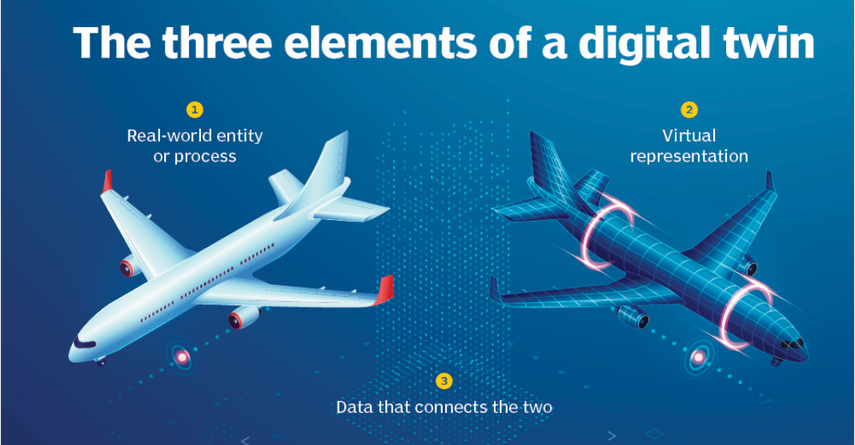 The three elements of a digital twin
1
Real-world entity
or process
2
Virtual
representation
3
Data that connects the two